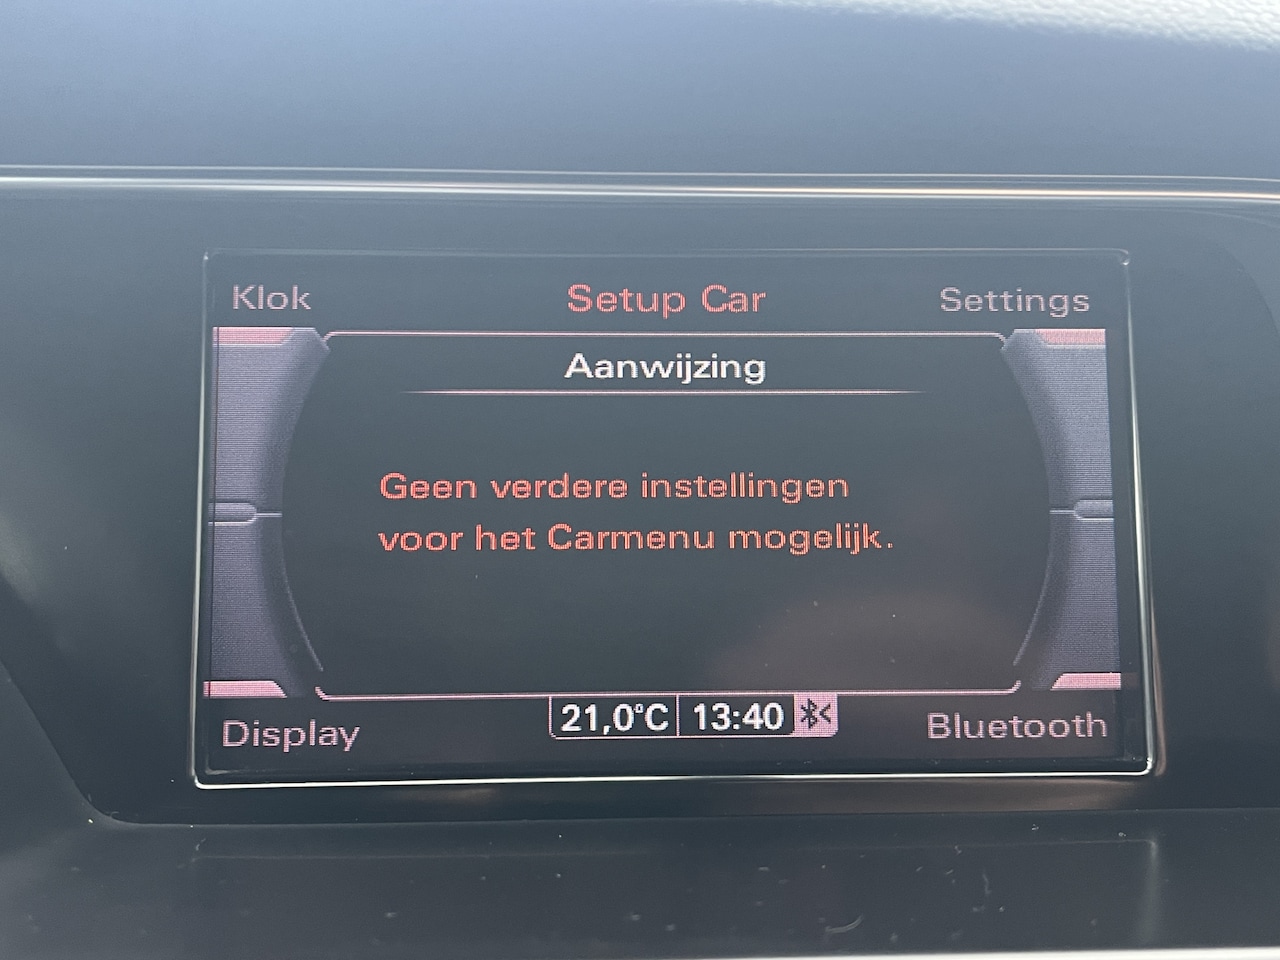 Klok Setup Car Settings
Aanwijzing
Geen verdere instellingen
voor het Carmenu mogelijk.
21,0°C 13:40
Display Bluetooth